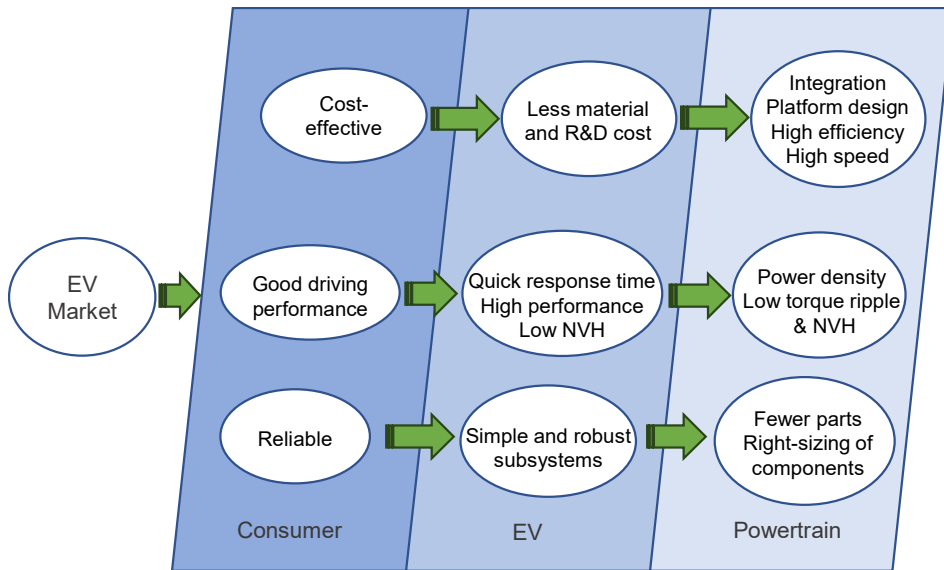 Cost-
effective
Less material
and R&D cost
Integration
Platform design
High efficiency
High speed
EV
Market
Good driving
performance
Quick response time
High performance
Low NVH
Power density
Low torque ripple
& NVH
Reliable
Simple and robust
subsystems
Fewer parts
Right-sizing of
components
Consumer
EV
Powertrain